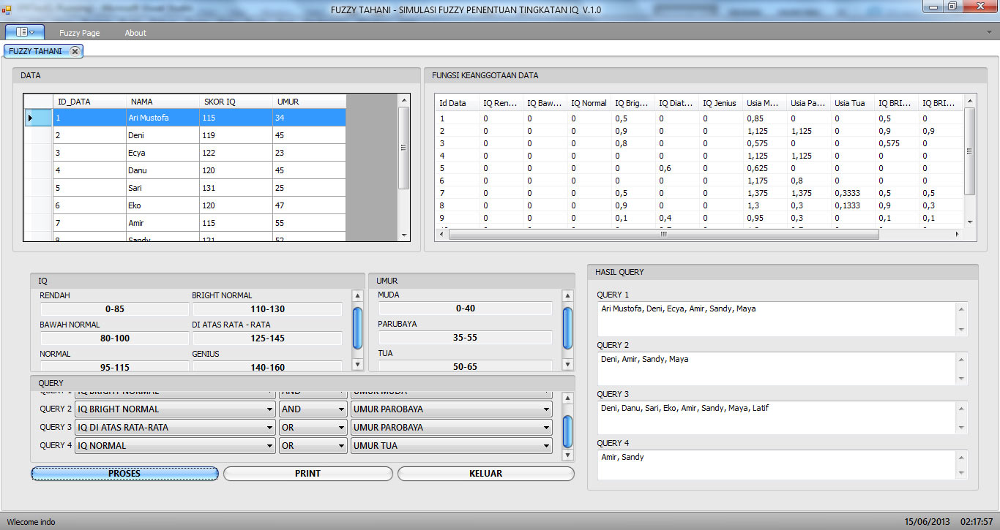 FUZZY TAHANI - SIMULASI FUZZY PENENTUAN TINGKATAN IQ V.1.0
Fuzzy Page About
FUZZY TAHANI
DATA
ID_DATA NAMA SKOR IQ UMUR
1 Ari Mustofa 115 34
2 Deni 119 45
3 Ecya 122 23
4 Danu 120 45
5 Sari 131 25
6 Eko 120 47
7 Amir 115 55
8 Sandy 121 52
FUNGSI KEANGGOTAAN DATA
Id Data IQ Ren... IQ Baw... IQ Normal IQ Brig... IQ Diat... IQ Jenius Usia M... Usia Pa... Usia Tua IQ BRI... IQ BRI...
1 0 0 0 0,5 0 0 0,85 0 0 0,5 0
2 0 0 0 0,9 0 0 1,125 1,125 0 0,9 0,9
3 0 0 0 0,8 0 0 0,575 0 0 0,575 0
4 0 0 0 0 0 0 1,125 1,125 0 0 0
5 0 0 0 0 0,6 0 0,625 0 0 0 0
6 0 0 0 0 0 0 1,175 0,8 0 0 0
7 0 0 0 0,5 0 0 1,375 1,375 0,3333 0,5 0,5
8 0 0 0 0,9 0 0 1,3 0,3 0,1333 0,9 0,3
9 0 0 0 0,1 0,4 0 0,95 0,3 0 0,1 0,1
IQ
RENDAH BRIGHT NORMAL
0-85 110-130
BAWAH NORMAL DI ATAS RATA - RATA
80-100 125-145
NORMAL GENIUS
95-115 140-160
UMUR
MUDA
0-40
PARUBAYA
35-55
TUA
50-65
QUERY
QUERY 1 IQ BRIGHT NORMAL AND UMUR MUDA
QUERY 2 IQ BRIGHT NORMAL AND UMUR PAROBAYA
QUERY 3 IQ DI ATAS RATA-RATA OR UMUR PAROBAYA
QUERY 4 IQ NORMAL OR UMUR TUA
PROSES PRINT KELUAR
HASIL QUERY
QUERY 1
Ari Mustofa, Deni, Ecya, Amir, Sandy, Maya
QUERY 2
Deni, Amir, Sandy, Maya
QUERY 3
Deni, Danu, Sari, Eko, Amir, Sandy, Maya, Latif
QUERY 4
Amir, Sandy
Wlecome indo
15/06/2013 02:17:57